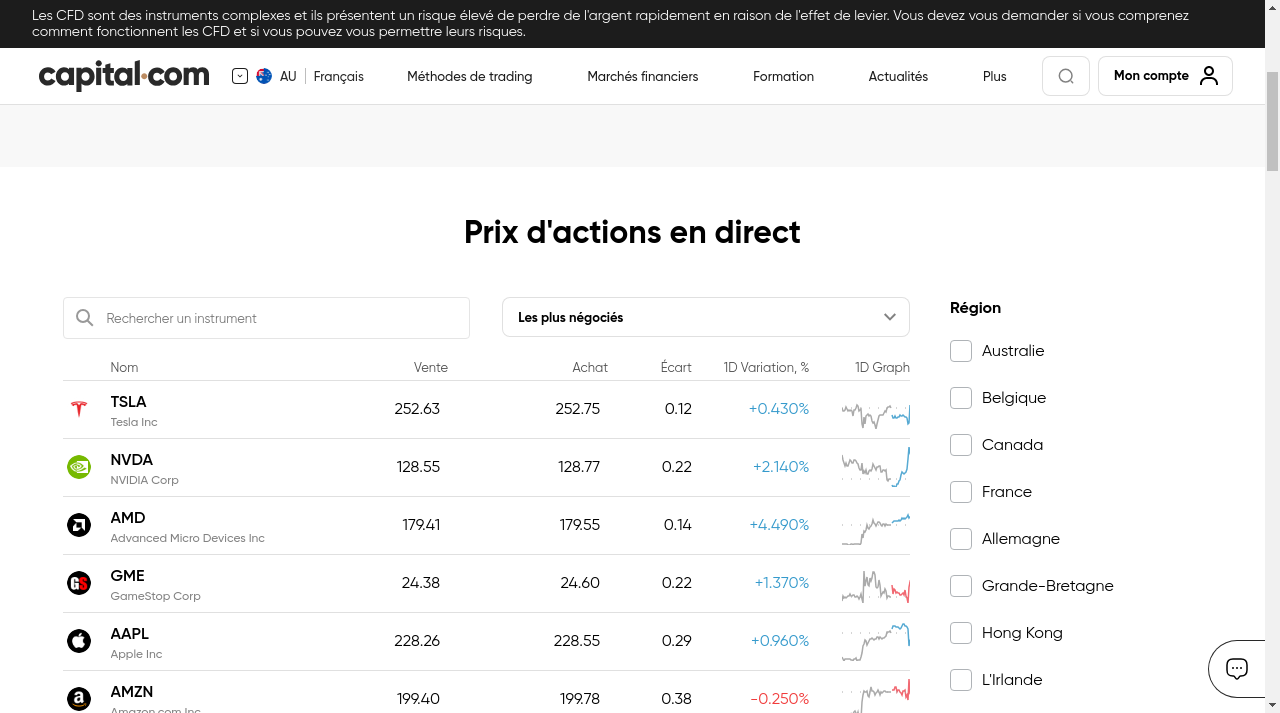 Les CFD sont des instruments complexes et ils présentent un risque élevé de perdre de l'argent rapidement en raison de l'effet de levier. Vous devez vous demander si vous comprenez
comment fonctionnent les CFD et si vous pouvez vous permettre leurs risques.
capital.com AU Français Méthodes de trading Marchés financiers Formation Actualités Plus Mon compte
Prix d'actions en direct
Rechercher un instrument Les plus négociés Région
Nom Vente Achat Écart 1D Variation, % 1D Graph
TSLA 252.63 252.75 0.12 +0.430%
Tesla Inc
NVDA 128.55 128.77 0.22 +2.140%
NVIDIA Corp
AMD 179.41 179.55 0.14 +4.490%
Advanced Micro Devices Inc
GME 24.38 24.60 0.22 +1.370%
GameStop Corp
AAPL 228.26 228.55 0.29 +0.960%
Apple Inc
AMZN 199.40 199.78 0.38 -0.250%
Amazon.com Inc
Australie
Belgique
Canada
France
Allemagne
Grande-Bretagne
Hong Kong
L'Irlande